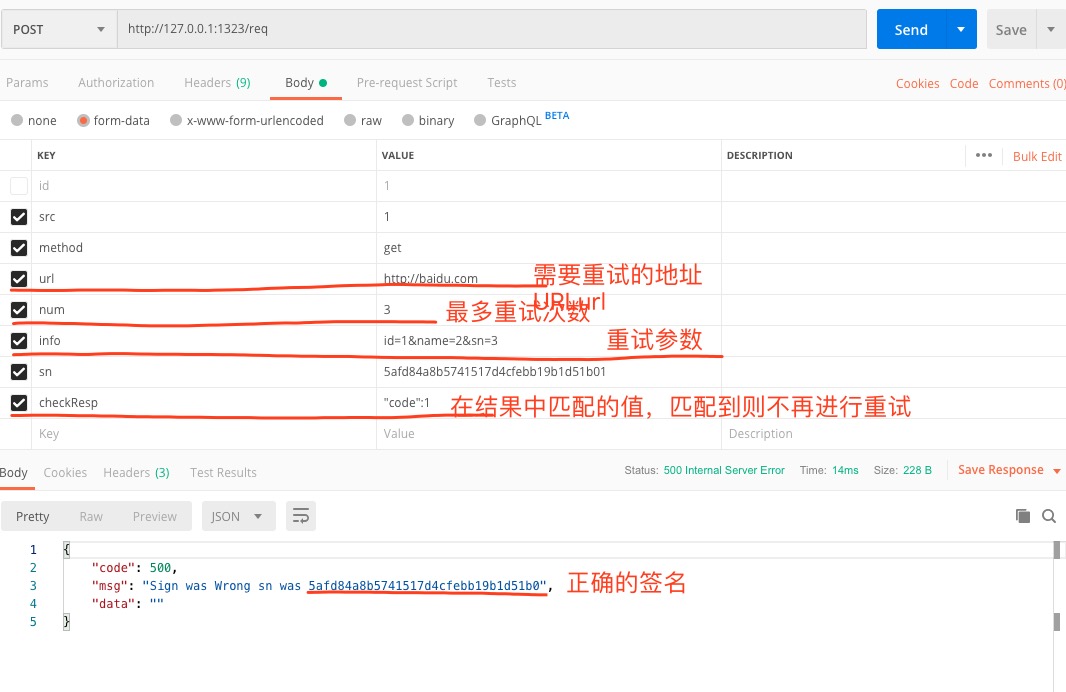 POST http://127.0.0.1:1323/req Send Save
Params Authorization Headers (9) Body Pre-request Script Tests Cookies Code Comments (0)
none form-data x-www-form-urlencoded raw binary GraphQL BETA
KEY VALUE DESCRIPTION ••• Bulk Edit
id 1
src 1
method get
url http://baidu.com 需要重试的地址
URLurl
num 3 最多重试次数
info id=1&name=2&sn=3 重试参数
sn 5afd84a8b5741517d4cfebb19b1d51b01
checkResp "code":1 在结果中匹配的值，匹配到则不再进行重试
Key Value Description
Body Cookies Headers (3) Test Results Status: 500 Internal Server Error Time: 14ms Size: 228 B Save Response
Pretty Raw Preview JSON
1 {
2 "code": 500,
3 "msg": "Sign was Wrong sn was 5afd84a8b5741517d4cfebb19b1d51b0", 正确的签名
4 "data": ""
5 }